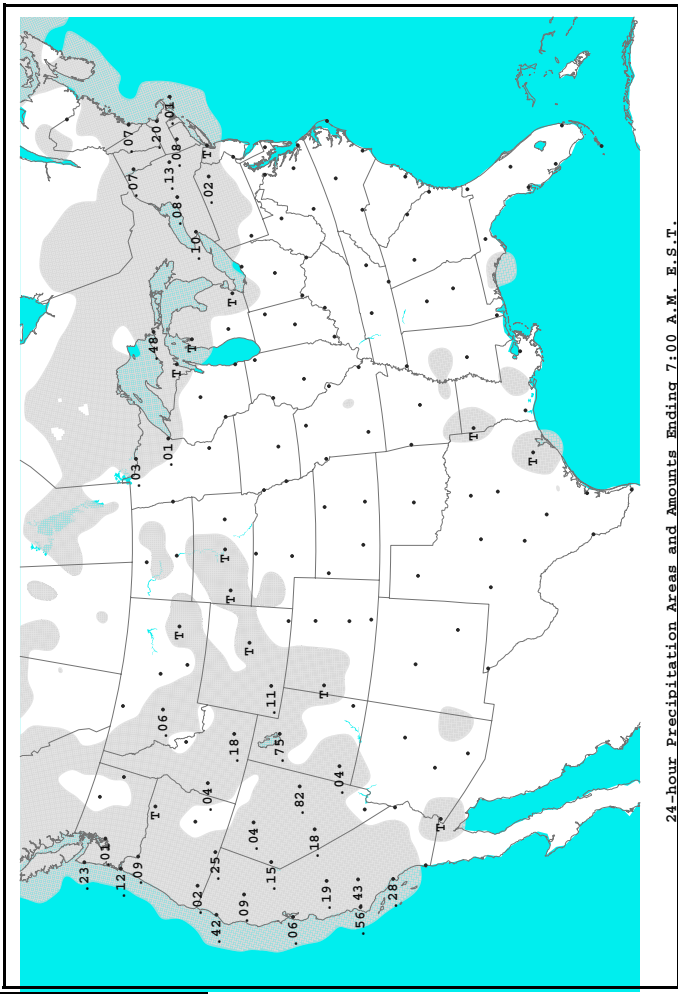 .23
.01
.12
.07
.07
.03
.09
.48
T
.20
.06
.01
.01
.13
.08
.08
T
T
T
.10
.02
.02
T
.04
.25
.42
T
T
T
.18
.09
T
.04
.15
.11
.75
.06
.82
.18
T
.19
.04
.43
.56
.28
T
T
T
24-hour Precipitation Areas and Amounts Ending 7:00 A.M. E.S.T.